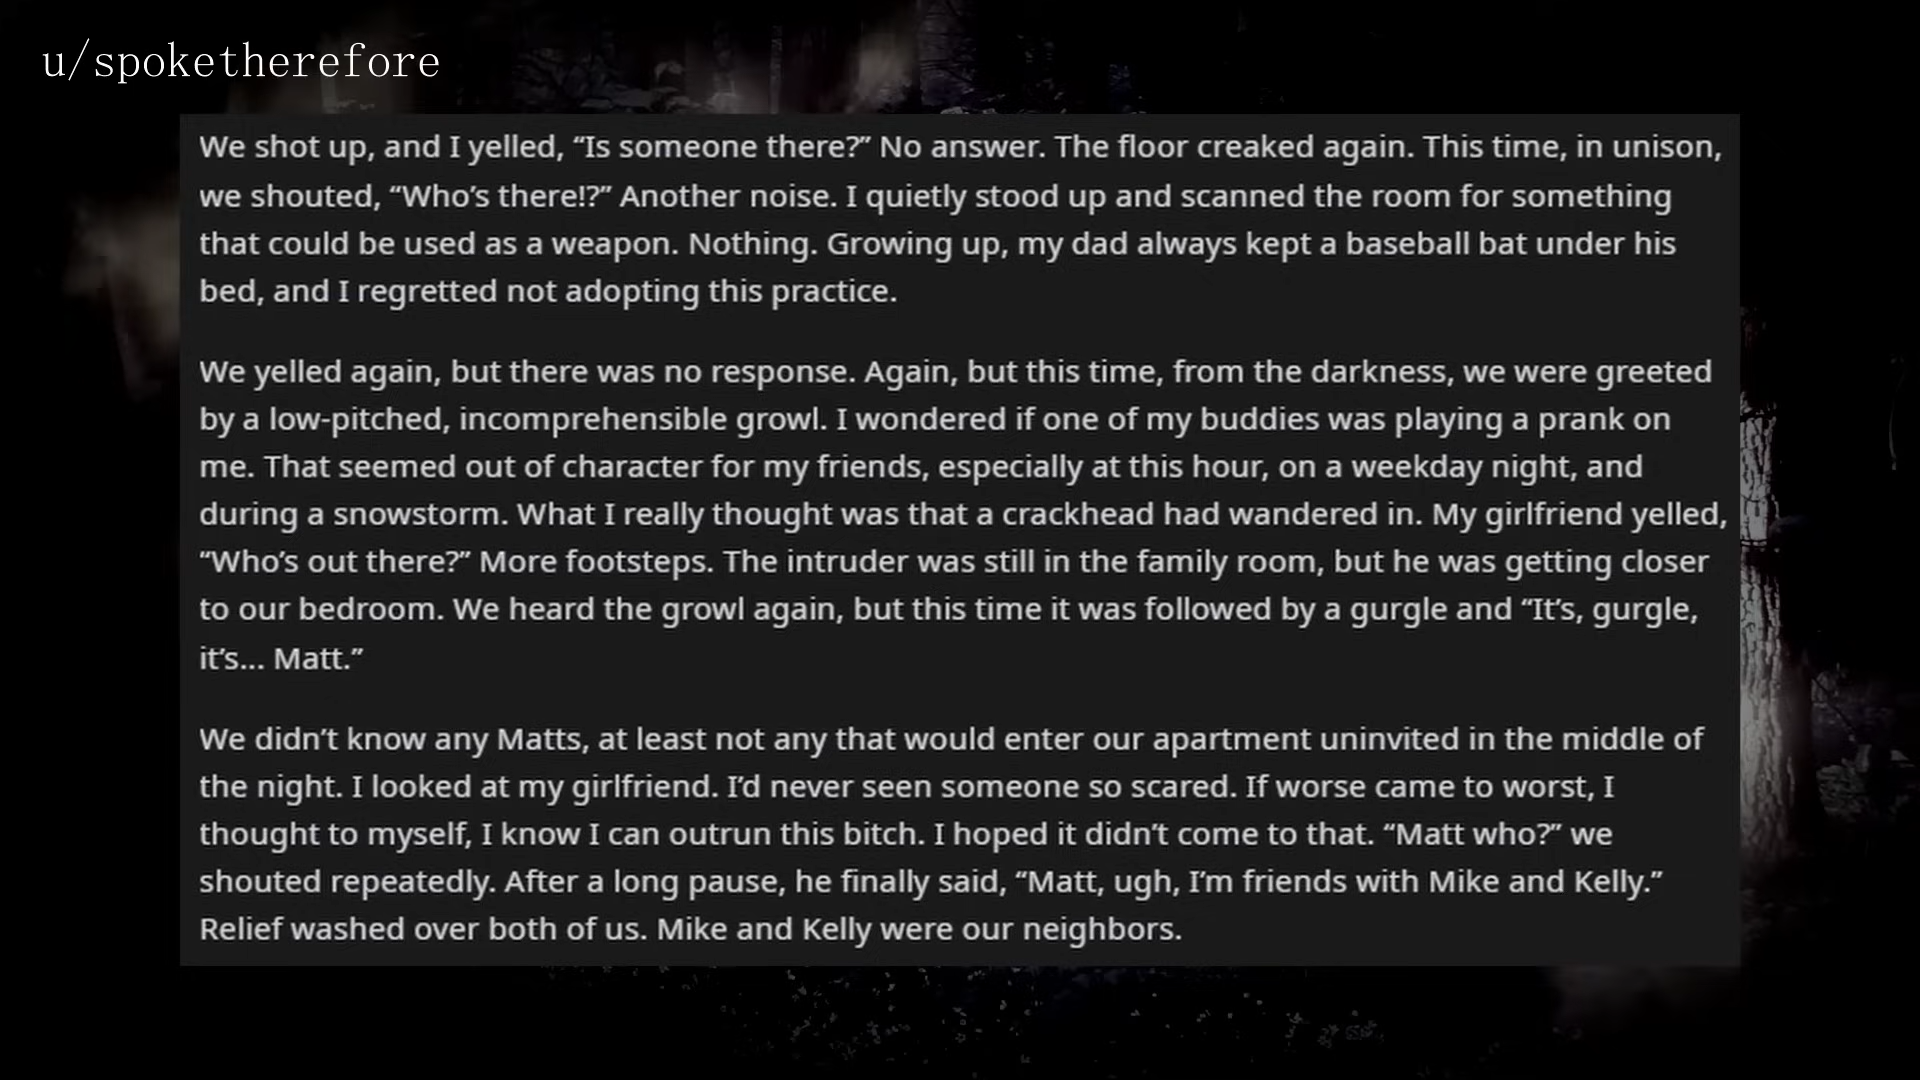 u/spoketherefore
We shot up, and I yelled, “Is someone there?” No answer. The floor creaked again. This time, in unison,
we shouted, “Who’s there!?” Another noise. I quietly stood up and scanned the room for something
that could be used as a weapon. Nothing. Growing up, my dad always kept a baseball bat under his
bed, and I regretted not adopting this practice.
We yelled again, but there was no response. Again, but this time, from the darkness, we were greeted
by a low-pitched, incomprehensible growl. I wondered if one of my buddies was playing a prank on
me. That seemed out of character for my friends, especially at this hour, on a weekday night, and
during a snowstorm. What I really thought was that a crackhead had wandered in. My girlfriend yelled,
“Who’s out there?” More footsteps. The intruder was still in the family room, but he was getting closer
to our bedroom. We heard the growl again, but this time it was followed by a gurgle and “It’s, gurgle,
it’s... Matt.”
We didn’t know any Matts, at least not any that would enter our apartment uninvited in the middle of
the night. I looked at my girlfriend. I’d never seen someone so scared. If worse came to worst, I
thought to myself, I know I can outrun this bitch. I hoped it didn’t come to that. “Matt who?” we
shouted repeatedly. After a long pause, he finally said, “Matt, ugh, I’m friends with Mike and Kelly.”
Relief washed over both of us. Mike and Kelly were our neighbors.